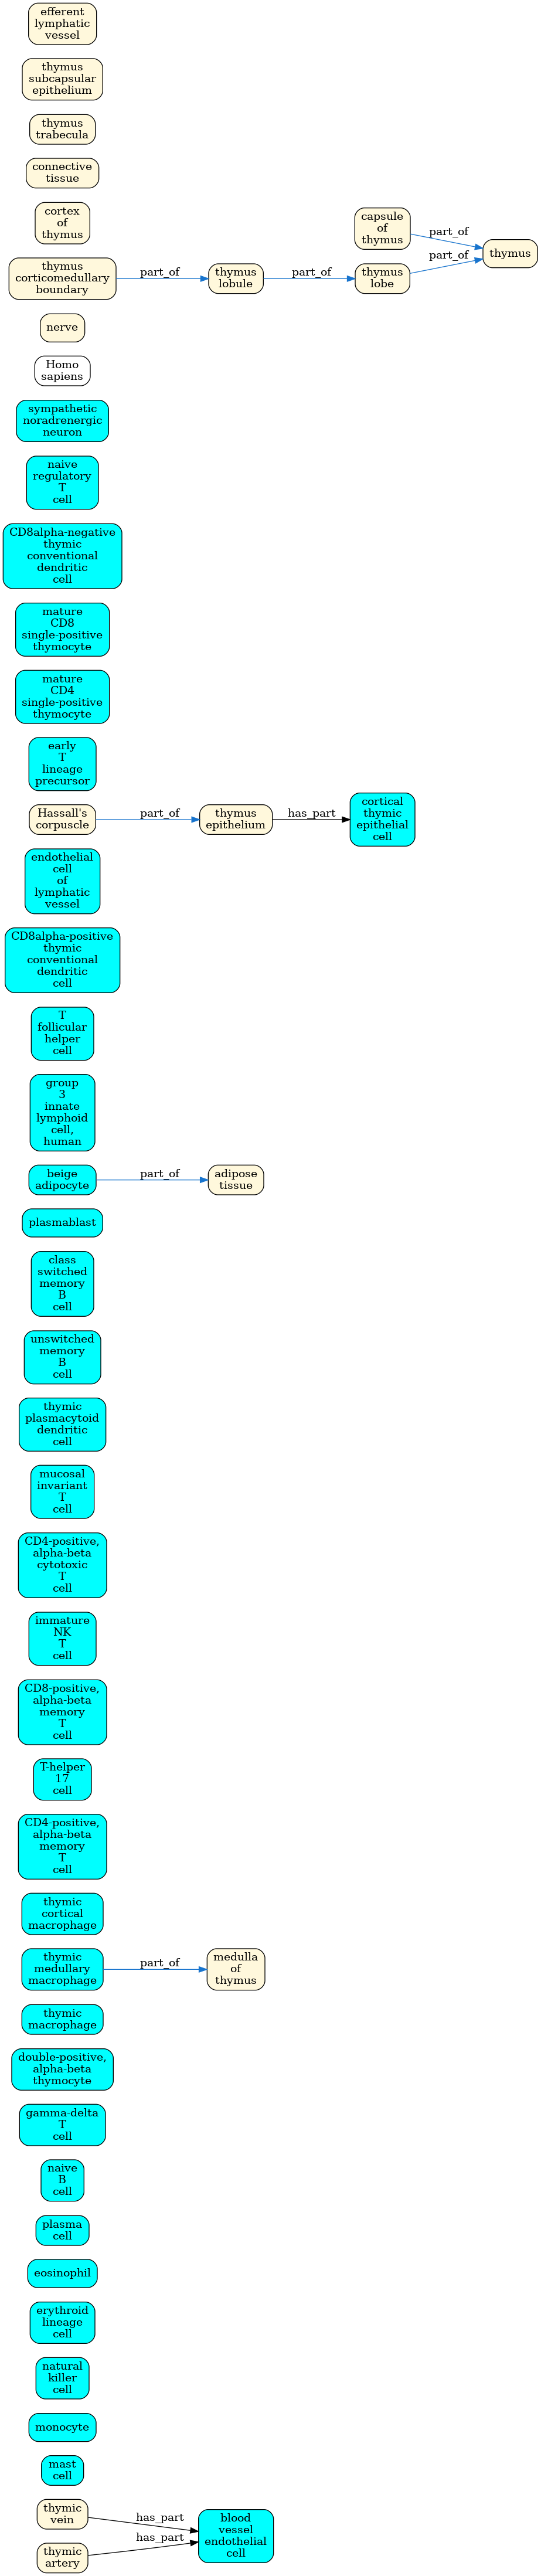 efferent
lymphatic
vessel
thymus
subcapsular
epithelium
thymus
trabecula
connective
tissue
cortex
of
thymus
capsule
of
thymus
part_of
thymus
thymus
corticomedullary
boundary
part_of
thymus
lobule
part_of
thymus
lobe
part_of
nerve
Homo
sapiens
sympathetic
noradrenergic
neuron
naive
regulatory
T
cell
CD8alpha-negative
thymic
conventional
dendritic
cell
mature
CD8
single-positive
thymocyte
mature
CD4
single-positive
thymocyte
early
T
lineage
precursor
Hassall's
corpuscle
part_of
thymus
epithelium
has_part
cortical
thymic
epithelial
cell
endothelial
cell
of
lymphatic
vessel
CD8alpha-positive
thymic
conventional
dendritic
cell
T
follicular
helper
cell
group
3
innate
lymphoid
cell,
human
beige
adipocyte
part_of
adipose
tissue
plasmablast
class
switched
memory
B
cell
unswitched
memory
B
cell
thymic
plasmacytoid
dendritic
cell
mucosal
invariant
T
cell
CD4-positive,
alpha-beta
cytotoxic
T
cell
immature
NK
T
cell
CD8-positive,
alpha-beta
memory
T
cell
T-helper
17
cell
CD4-positive,
alpha-beta
memory
T
cell
thymic
cortical
macrophage
thymic
medullary
macrophage
part_of
medulla
of
thymus
thymic
macrophage
double-positive,
alpha-beta
thymocyte
gamma-delta
T
cell
naive
B
cell
plasma
cell
eosinophil
erythroid
lineage
cell
natural
killer
cell
monocyte
mast
cell
thymic
vein
has_part
blood
vessel
endothelial
cell
thymic
artery
has_part